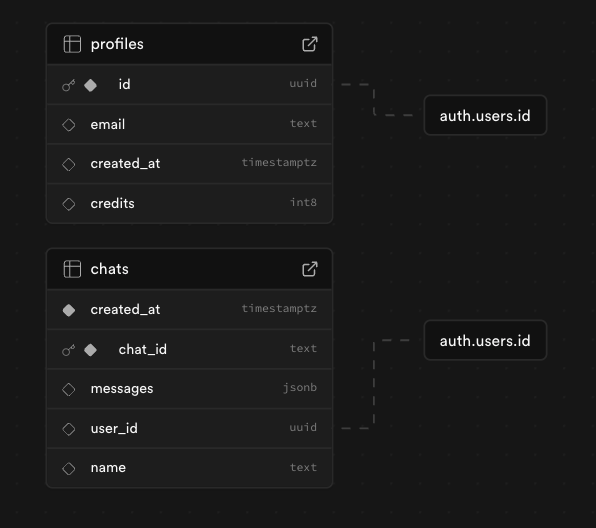 profiles
id uuid
auth.users.id
email text
created_at timestamptz
credits int8
chats
created_at timestamptz
auth.users.id
chat_id text
messages jsonb
user_id uuid
name text